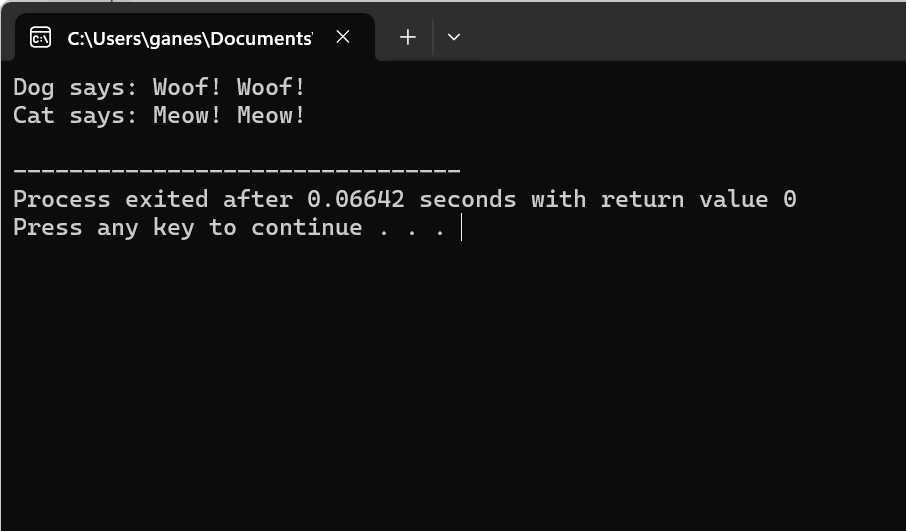 C:\Users\ganes\Documents'
Dog says: Woof! Woof!
Cat says: Meow! Meow!
--------------------------------
Process exited after 0.06642 seconds with return value 0
Press any key to continue . . .